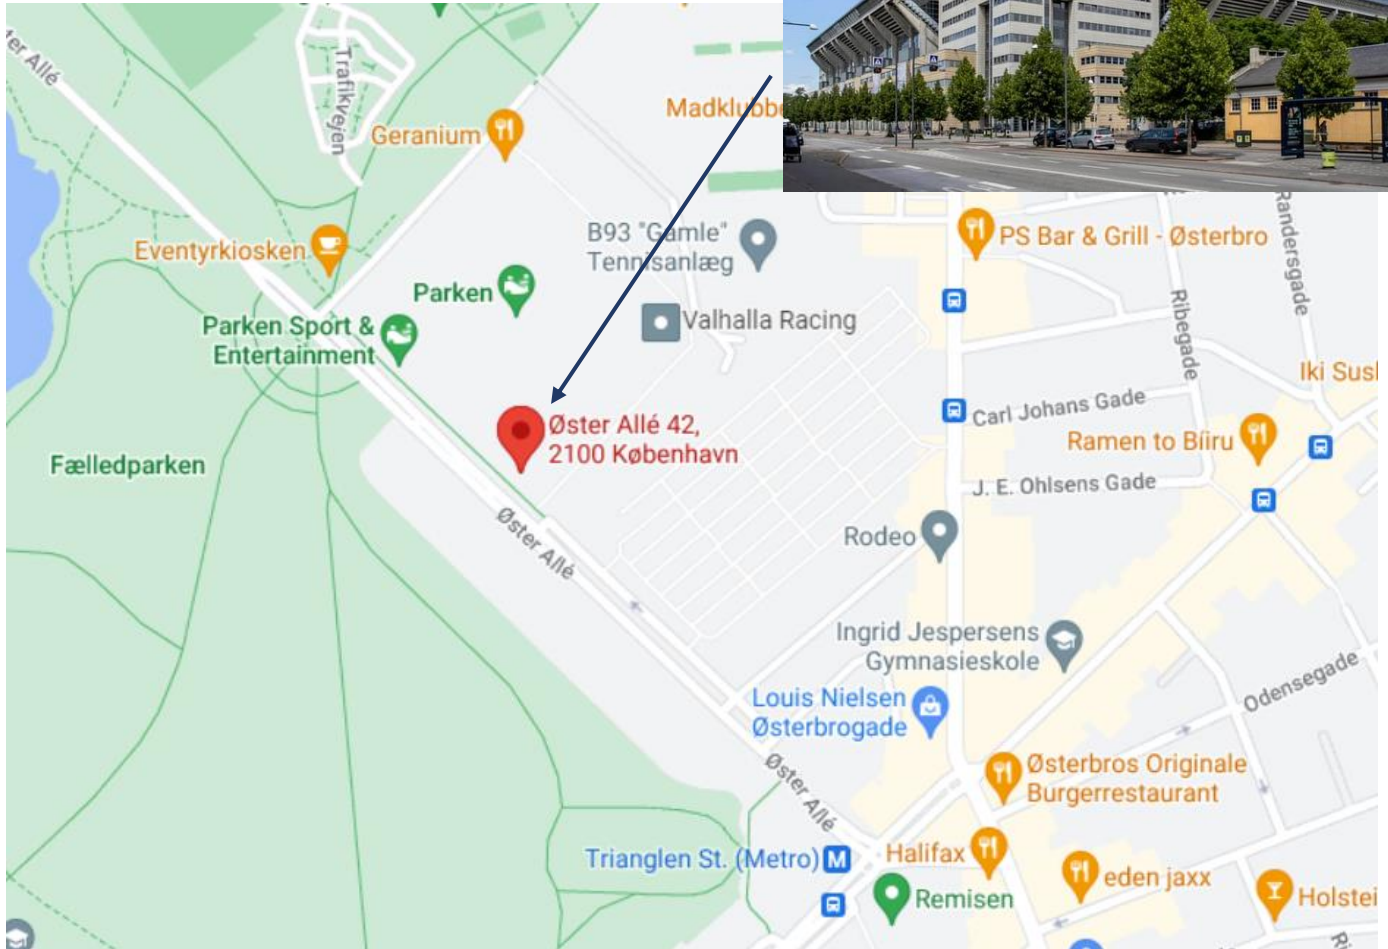 ter Allé
Trafikvejen
Geranium
Madklubbe
Eventyrkiosken
B93 "Gamle"
Tennisanlæg
PS Bar & Grill - Østerbro
Randersgade
Ribegade
Parken
Parken Sport &
Entertainment
Valhalla Racing
Iki Sus
Carl Johans Gade
Øster Allé 42,
2100 København
Ramen to Bíiru
Fælledparken
J. E. Ohlsens Gade
Øster Allé
Rodeo
Ingrid Jespersens
Gymnasieskole
Odensegade
Louis Nielsen
Østerbrogade
Øster Allé
Østerbros Originale
Burgerrestaurant
Trianglen St. (Metro)
M
Halifax
eden jaxx
Remisen
Holstei